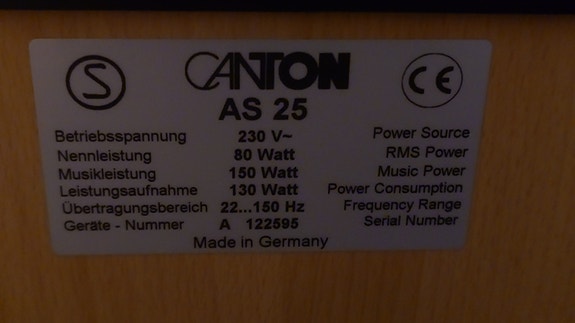 S CANTON CE
AS 25
Betriebsspannung 230 V~ Power Source
Nennleistung 80 Watt RMS Power
Musikleistung 150 Watt Music Power
Leistungsaufnahme 130 Watt Power Consumption
Übertragungsbereich 22...150 Hz Frequency Range
Geräte - Nummer A 122595 Serial Number
Made in Germany